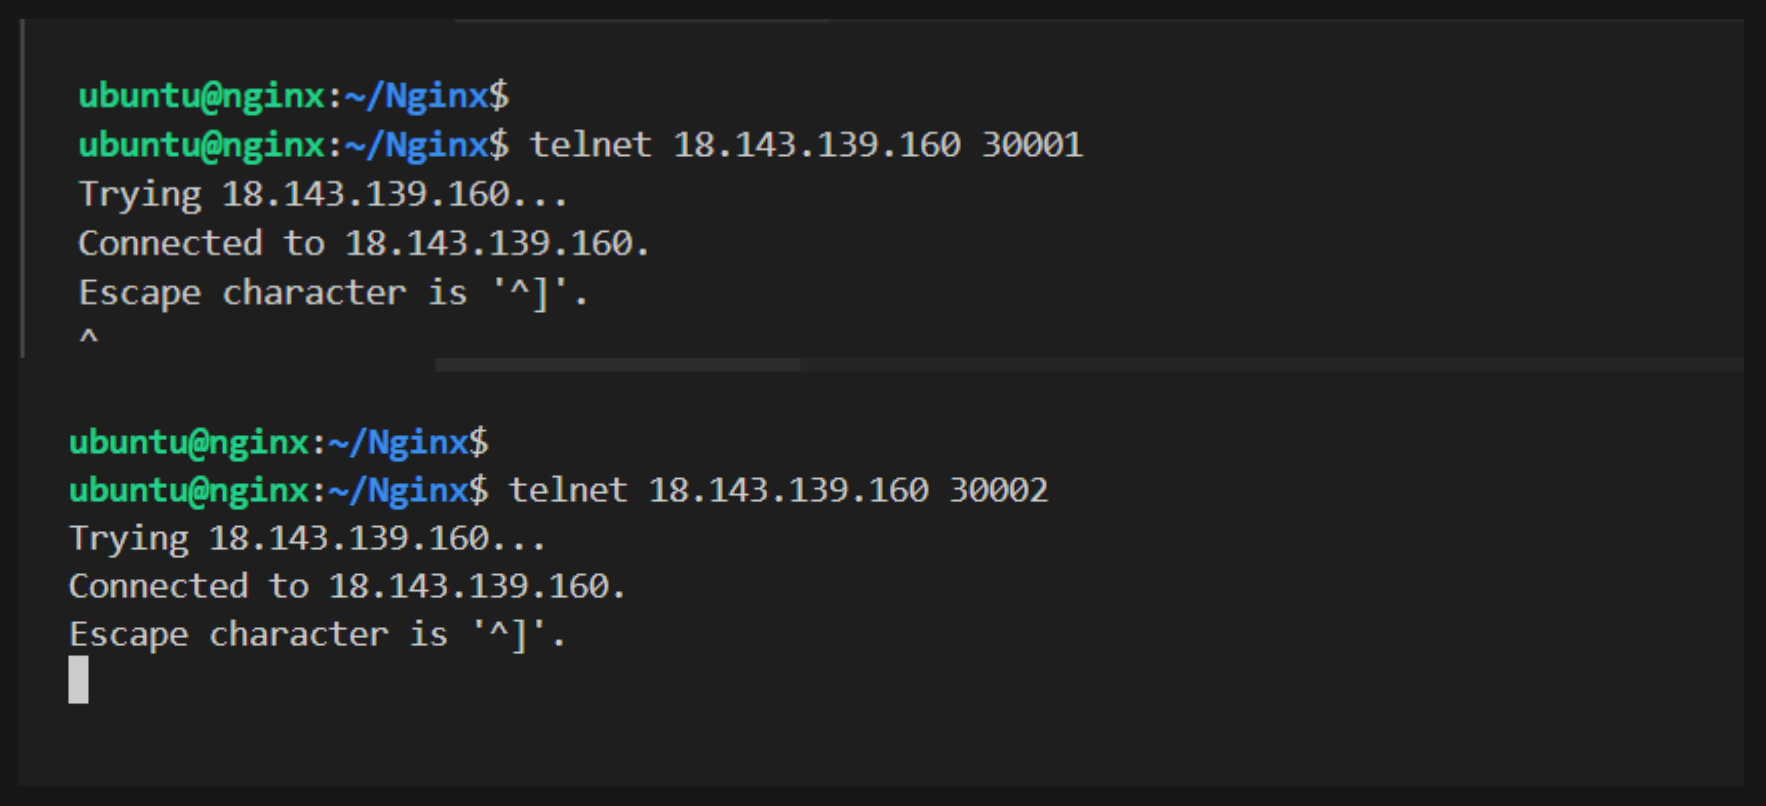 ubuntu@nginx:~/Nginx$
ubuntu@nginx:~/Nginx$ telnet 18.143.139.160 30001
Trying 18.143.139.160...
Connected to 18.143.139.160.
Escape character is '^]'.
^
ubuntu@nginx:~/Nginx$
ubuntu@nginx:~/Nginx$ telnet 18.143.139.160 30002
Trying 18.143.139.160...
Connected to 18.143.139.160.
Escape character is '^]'.